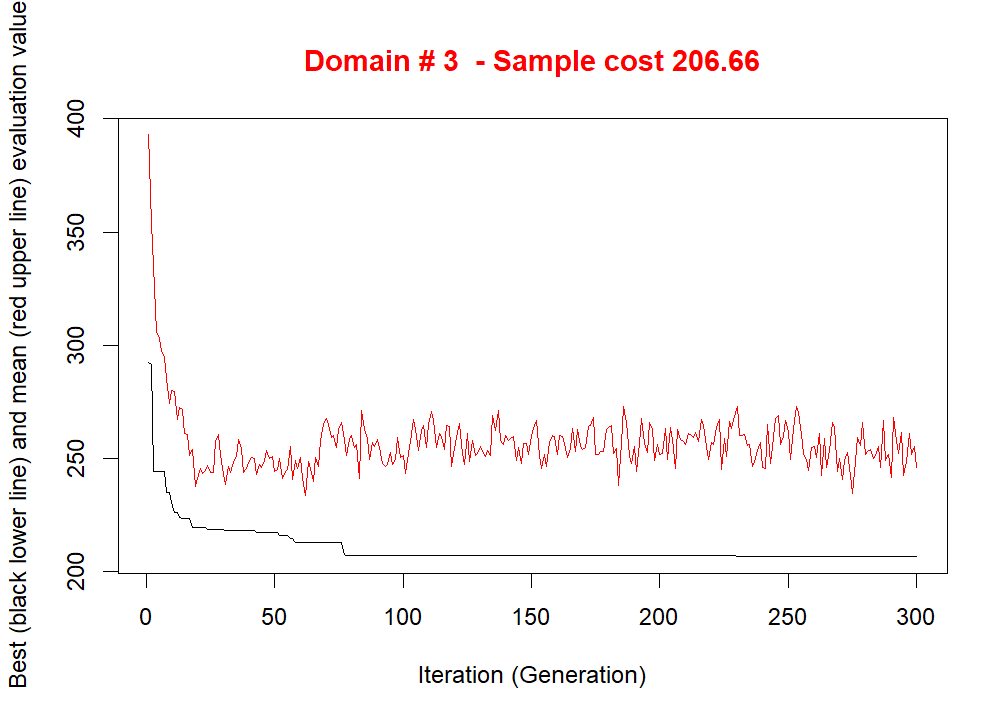 Domain # 3  - Sample cost 206.66
Best (black lower line) and mean (red upper line) evaluation value
400
350
300
250
200
0 50 100 150 200 250 300
Iteration (Generation)